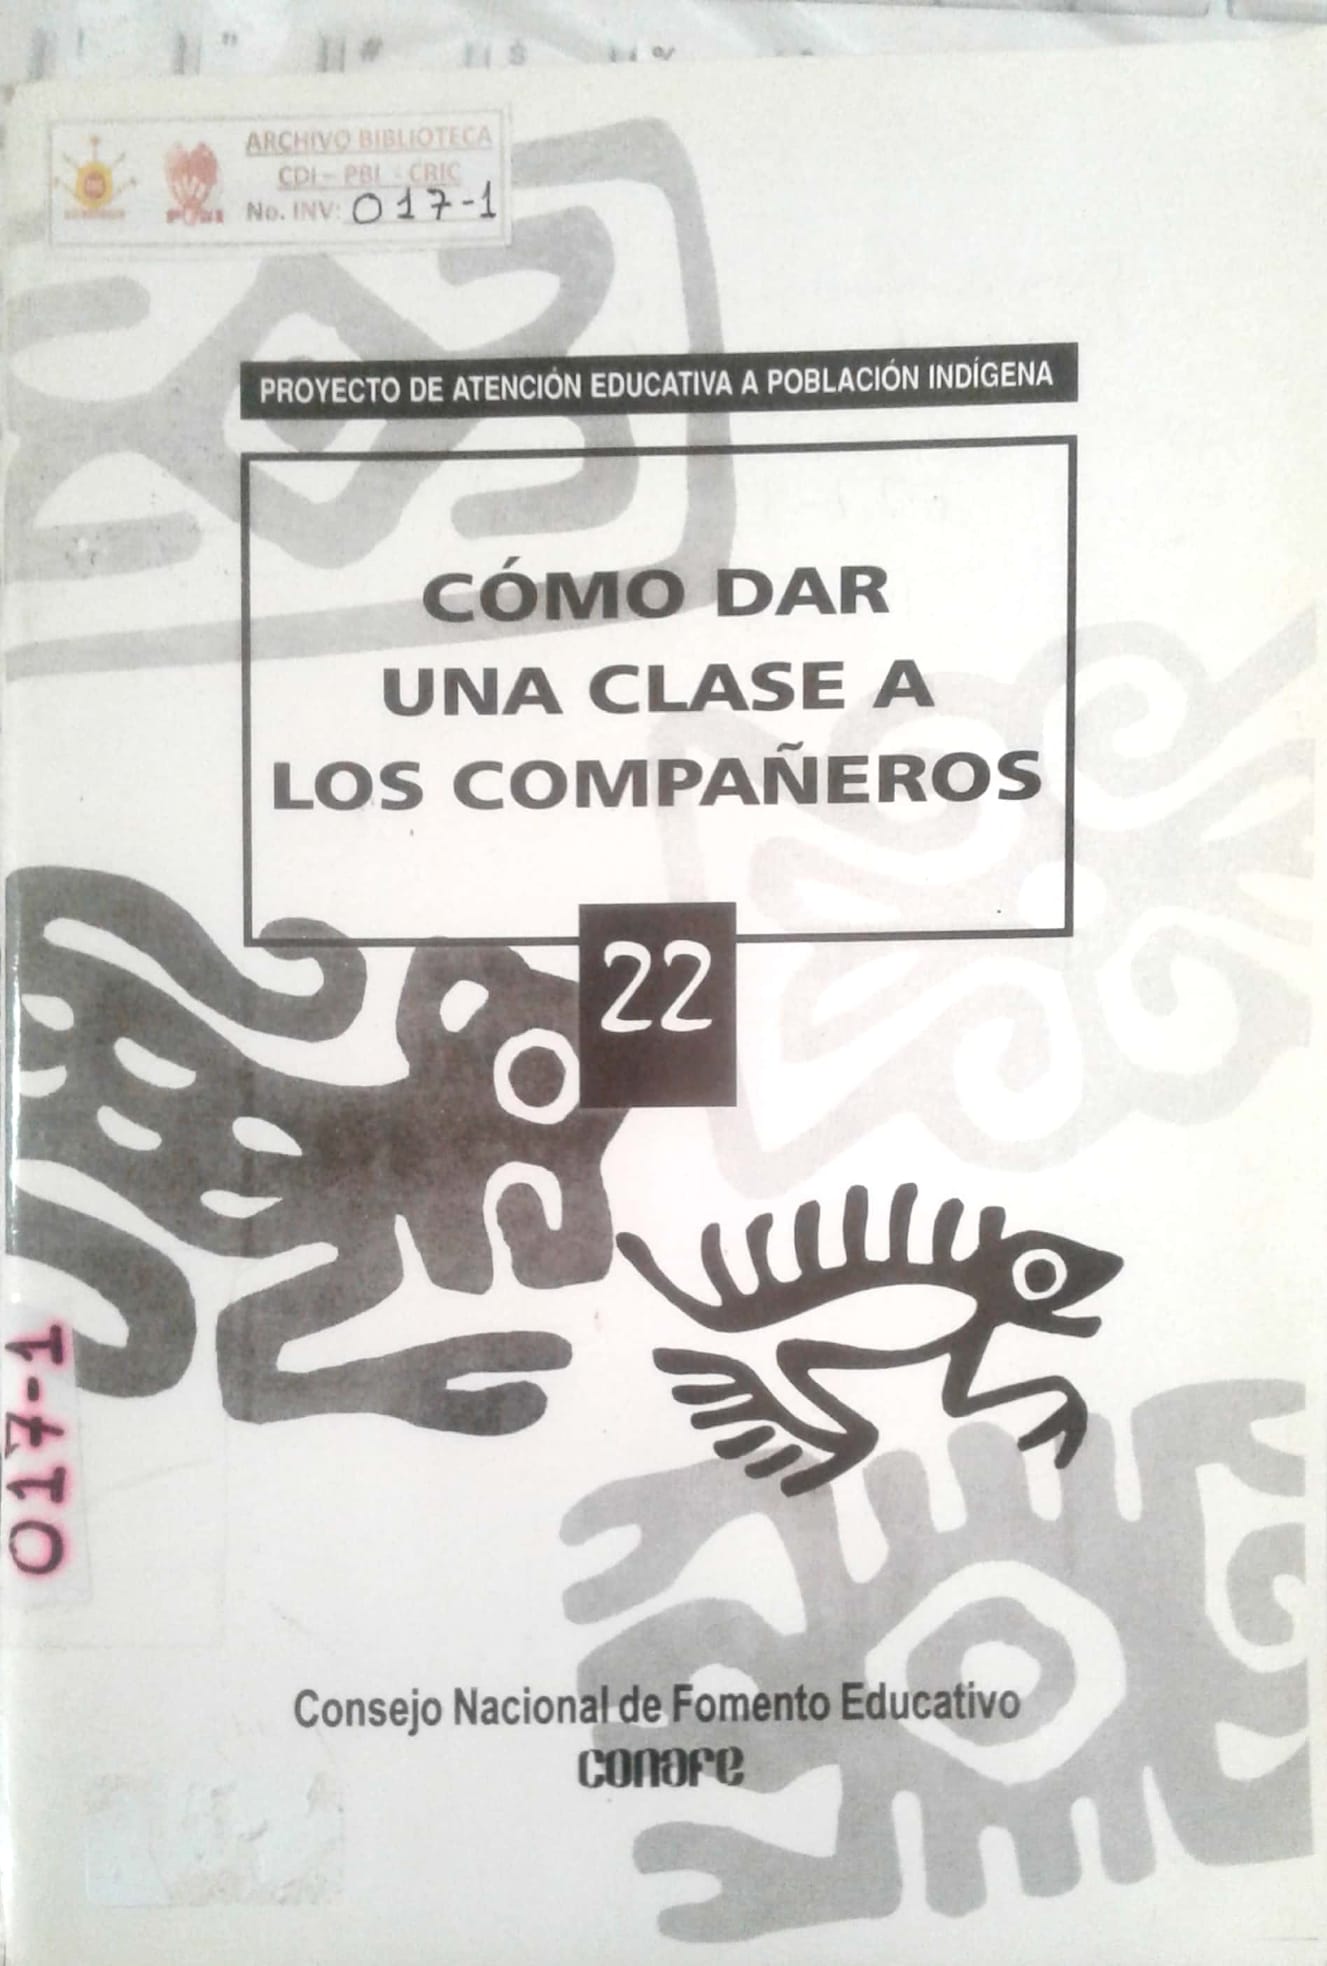 ARCHIVO BIBLIOTECA
CDI - PBI - CRIC
No. INV: 017-1
PROYECTO DE ATENCIÓN EDUCATIVA A POBLACIÓN INDÍGENA
CÓMO DAR
UNA CLASE A
LOS COMPAÑEROS
22
017-1
Consejo Nacional de Fomento Educativo
conafe